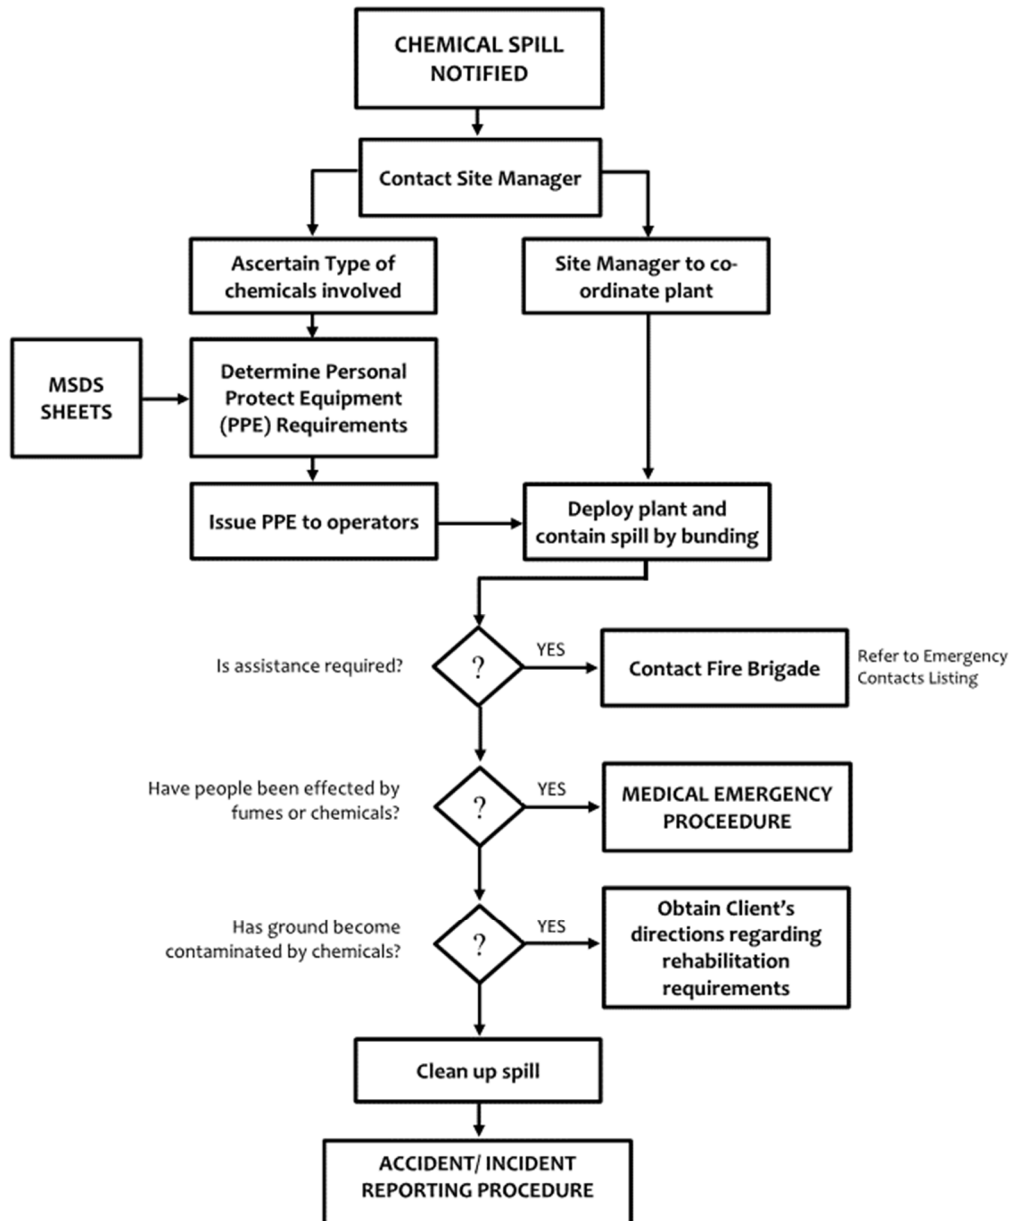 CHEMICAL SPILL
NOTIFIED
Contact Site Manager
Ascertain Type of
chemicals involved
Site Manager to co-
ordinate plant
MSDS
SHEETS
Determine Personal
Protect Equipment
(PPE) Requirements
Issue PPE to operators
Deploy plant and
contain spill by bunding
Is assistance required?
?
YES
Contact Fire Brigade
Refer to Emergency
Contacts Listing
Have people been effected by
fumes or chemicals?
?
YES
MEDICAL EMERGENCY
PROCEEDURE
Has ground become
contaminated by chemicals?
?
YES
Obtain Client’s
directions regarding
rehabilitation
requirements
Clean up spill
ACCIDENT/ INCIDENT
REPORTING PROCEDURE